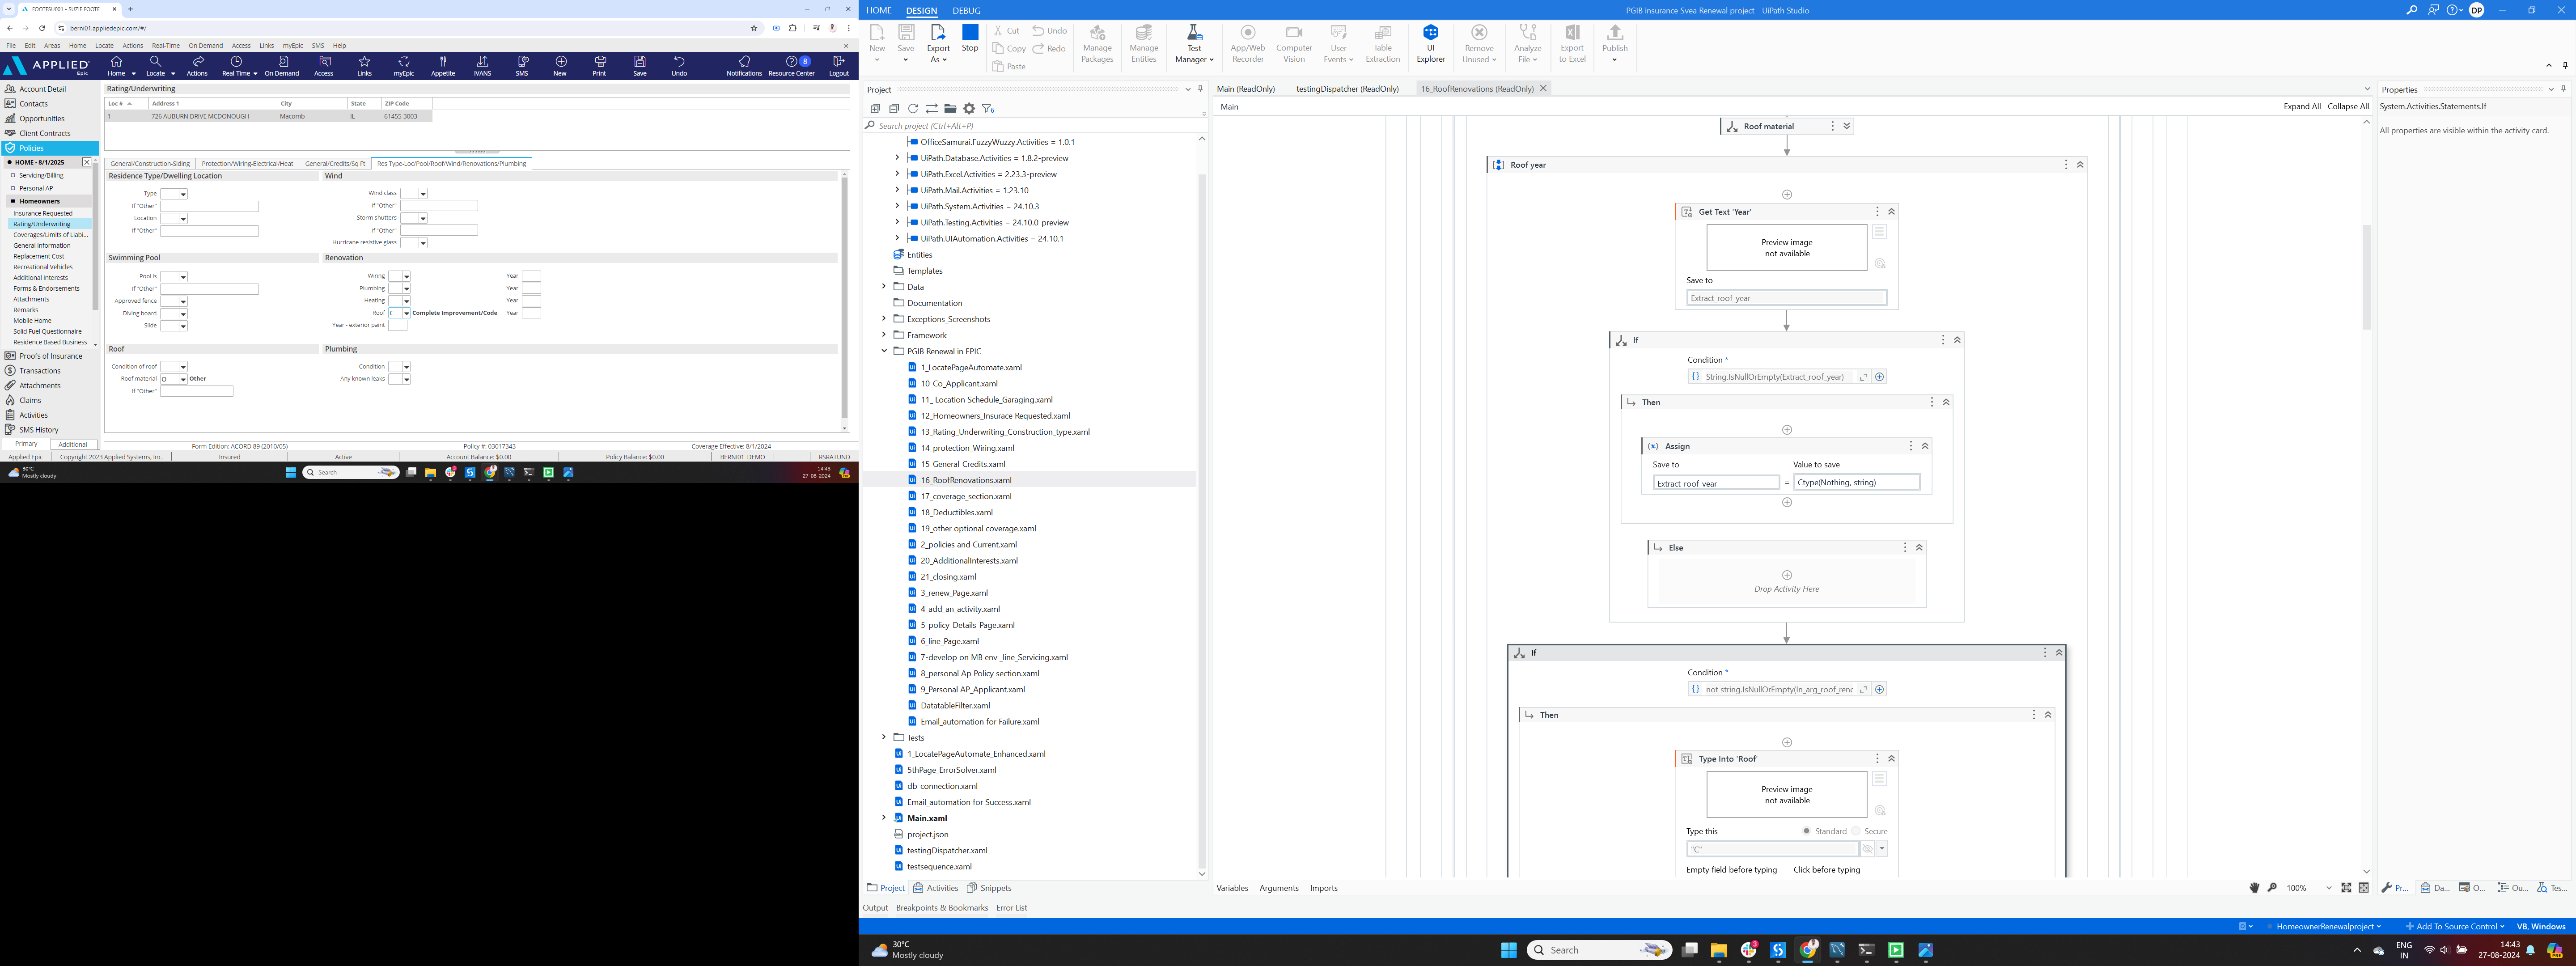 FOOTESU001 - SUZIE FOOTE
berni01.appliedepic.com/#/
File Edit Areas Home Locate Actions Real-Time On Demand Access Links myEpic SMS Help
APPLIED Epic
Home Locate Actions Real-Time On Demand Access Links myEpic Appetite IVANS SMS New Print Save Undo Notifications 8 Resource Center Logout
Account Detail
Contacts
Opportunities
Client Contracts
Policies
HOME - 8/1/2025
Servicing/Billing
Personal AP
Homeowners
Insurance Requested
Rating/Underwriting
Coverages/Limits of Liabi...
General Information
Replacement Cost
Recreational Vehicles
Additional Interests
Forms & Endorsements
Attachments
Remarks
Mobile Home
Solid Fuel Questionnaire
Residence Based Business
Proofs of Insurance
Transactions
Attachments
Claims
Activities
SMS History
Primary Additional
Rating/Underwriting
Loc # Address 1 City State ZIP Code
1 726 AUBURN DRIVE MCDONOUGH Macomb IL 61455-3003
General/Construction-Siding Protection/Wiring-Electrical/Heat General/Credits/Sq Ft Res Type-Loc/Pool/Roof/Wind/Renovations/Plumbing
Residence Type/Dwelling Location
Type
If "Other"
Location
If "Other"
Wind
Wind class
If "Other"
Storm shutters
If "Other"
Hurricane resistive glass
Swimming Pool
Pool is
If "Other"
Approved fence
Diving board
Slide
Renovation
Wiring Year
Plumbing Year
Heating Year
Roof C Complete Improvement/Code Year
Year - exterior paint
Roof
Condition of roof
Roof material O Other
If "Other"
Plumbing
Condition
Any known leaks
Form Edition: ACORD 89 (2010/05) Policy #: 03017343 Coverage Effective: 8/1/2024
Applied Epic Copyright 2023 Applied Systems, Inc. Insured Active Account Balance: $0.00 Policy Balance: $0.00 BERNI01_DEMO RSRATUND
30°C
Mostly cloudy
Search
14:43
27-08-2024
HOME DESIGN DEBUG
PGIB insurance Svea Renewal project - UiPath Studio
DP
New Save Export As Stop
Cut Copy Paste Undo Redo
Manage Packages
Manage Entities
Test Manager
App/Web Recorder
Computer Vision
User Events
Table Extraction
UI Explorer
Remove Unused
Analyze File
Export to Excel
Publish
Project
Search project (Ctrl+Alt+P)
OfficeSamurai.FuzzyWuzzy.Activities = 1.0.1
UiPath.Database.Activities = 1.8.2-preview
UiPath.Excel.Activities = 2.23.3-preview
UiPath.Mail.Activities = 1.23.10
UiPath.System.Activities = 24.10.3
UiPath.Testing.Activities = 24.10.0-preview
UiPath.UIAutomation.Activities = 24.10.1
Entities
Templates
Data
Documentation
Exceptions_Screenshots
Framework
PGIB Renewal in EPIC
1_LocatePageAutomate.xaml
10-Co_Applicant.xaml
11_ Location Schedule_Garaging.xaml
12_Homeowners_Insurace Requested.xaml
13_Rating_Underwriting_Construction_type.xaml
14_protection_Wiring.xaml
15_General_Credits.xaml
16_RoofRenovations.xaml
17_coverage_section.xaml
18_Deductibles.xaml
19_other optional coverage.xaml
2_policies and Current.xaml
20_AdditionalInterests.xaml
21_closing.xaml
3_renew_Page.xaml
4_add_an_activity.xaml
5_policy_Details_Page.xaml
6_line_Page.xaml
7-develop on MB env _line_Servicing.xaml
8_personal Ap Policy section.xaml
9_Personal AP_Applicant.xaml
DatatableFilter.xaml
Email_automation for Failure.xaml
Tests
1_LocatePageAutomate_Enhanced.xaml
5thPage_ErrorSolver.xaml
db_connection.xaml
Email_automation for Success.xaml
Main.xaml
project.json
testingDispatcher.xaml
testsequence.xaml
Project Activities Snippets
Output Breakpoints & Bookmarks Error List
Main (ReadOnly) testingDispatcher (ReadOnly) 16_RoofRenovations (ReadOnly)
Main
Expand All Collapse All
Roof material
Roof year
Get Text 'Year'
Preview image
not available
Save to
Extract_roof_year
If
Condition *
String.IsNullOrEmpty(Extract_roof_year)
Then
Assign
Save to Value to save
Extract_roof_year = Ctype(Nothing, string)
Else
Drop Activity Here
If
Condition *
not string.IsNullOrEmpty(In_arg_roof_renc
Then
Type Into 'Roof'
Preview image
not available
Type this Standard Secure
"C"
Empty field before typing Click before typing
Variables Arguments Imports
100%
Properties
System.Activities.Statements.If
All properties are visible within the activity card.
Pr... Da... O... Ou... Tes...
HomeownerRenewalproject Add To Source Control VB, Windows
30°C
Mostly cloudy
Search
3
ENG
IN
14:43
27-08-2024